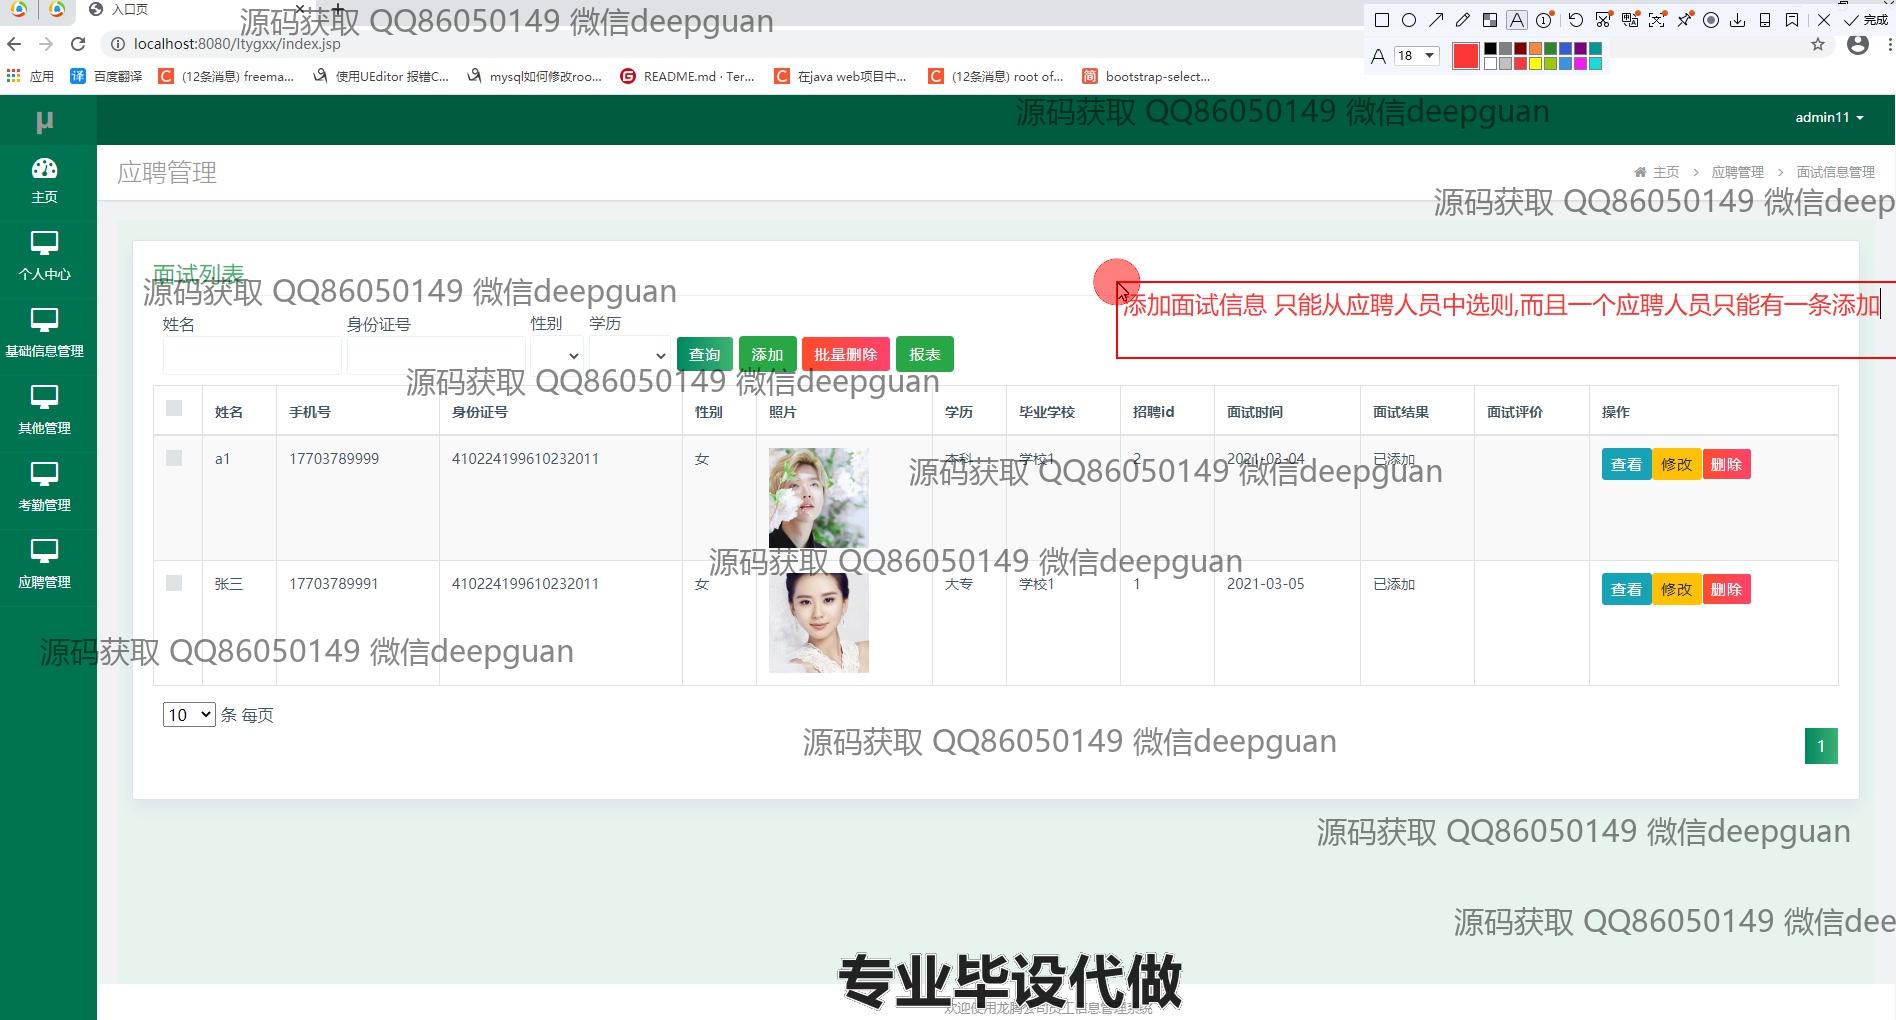 入口页
源码获取 QQ86050149 微信deepguan
完成
localhost:8080/ltygxx/index.jsp
A 18
应用 百度翻译 (12条消息) freema... 使用UEditor 报错C... mysql如何修改roo... README.md · Ter... 在java web项目中... (12条消息) root of... bootstrap-select...
源码获取 QQ86050149 微信deepguan
μ
admin11
主页
应聘管理
主页 > 应聘管理 > 面试信息管理
源码获取 QQ86050149 微信deep
个人中心
面试列表
源码获取 QQ86050149 微信deepguan
添加面试信息 只能从应聘人员中选则,而且一个应聘人员只能有一条添加
姓名 身份证号 性别 学历
基础信息管理
查询 添加 批量删除 报表
源码获取 QQ86050149 微信deepguan
姓名 手机号 身份证号 性别 照片 学历 毕业学校 招聘id 面试时间 面试结果 面试评价 操作
其他管理
a1 17703789999 410224199610232011 女 本科 学校1 2 2021-03-04 已添加 查看 修改 删除
源码获取 QQ86050149 微信deepguan
考勤管理
源码获取 QQ86050149 微信deepguan
应聘管理
张三 17703789991 410224199610232011 女 大专 学校1 1 2021-03-05 已添加 查看 修改 删除
源码获取 QQ86050149 微信deepguan
10 条 每页
源码获取 QQ86050149 微信deepguan
1
源码获取 QQ86050149 微信deepguan
源码获取 QQ86050149 微信dee
专业毕设代做
欢迎使用龙腾公司员工信息管理系统